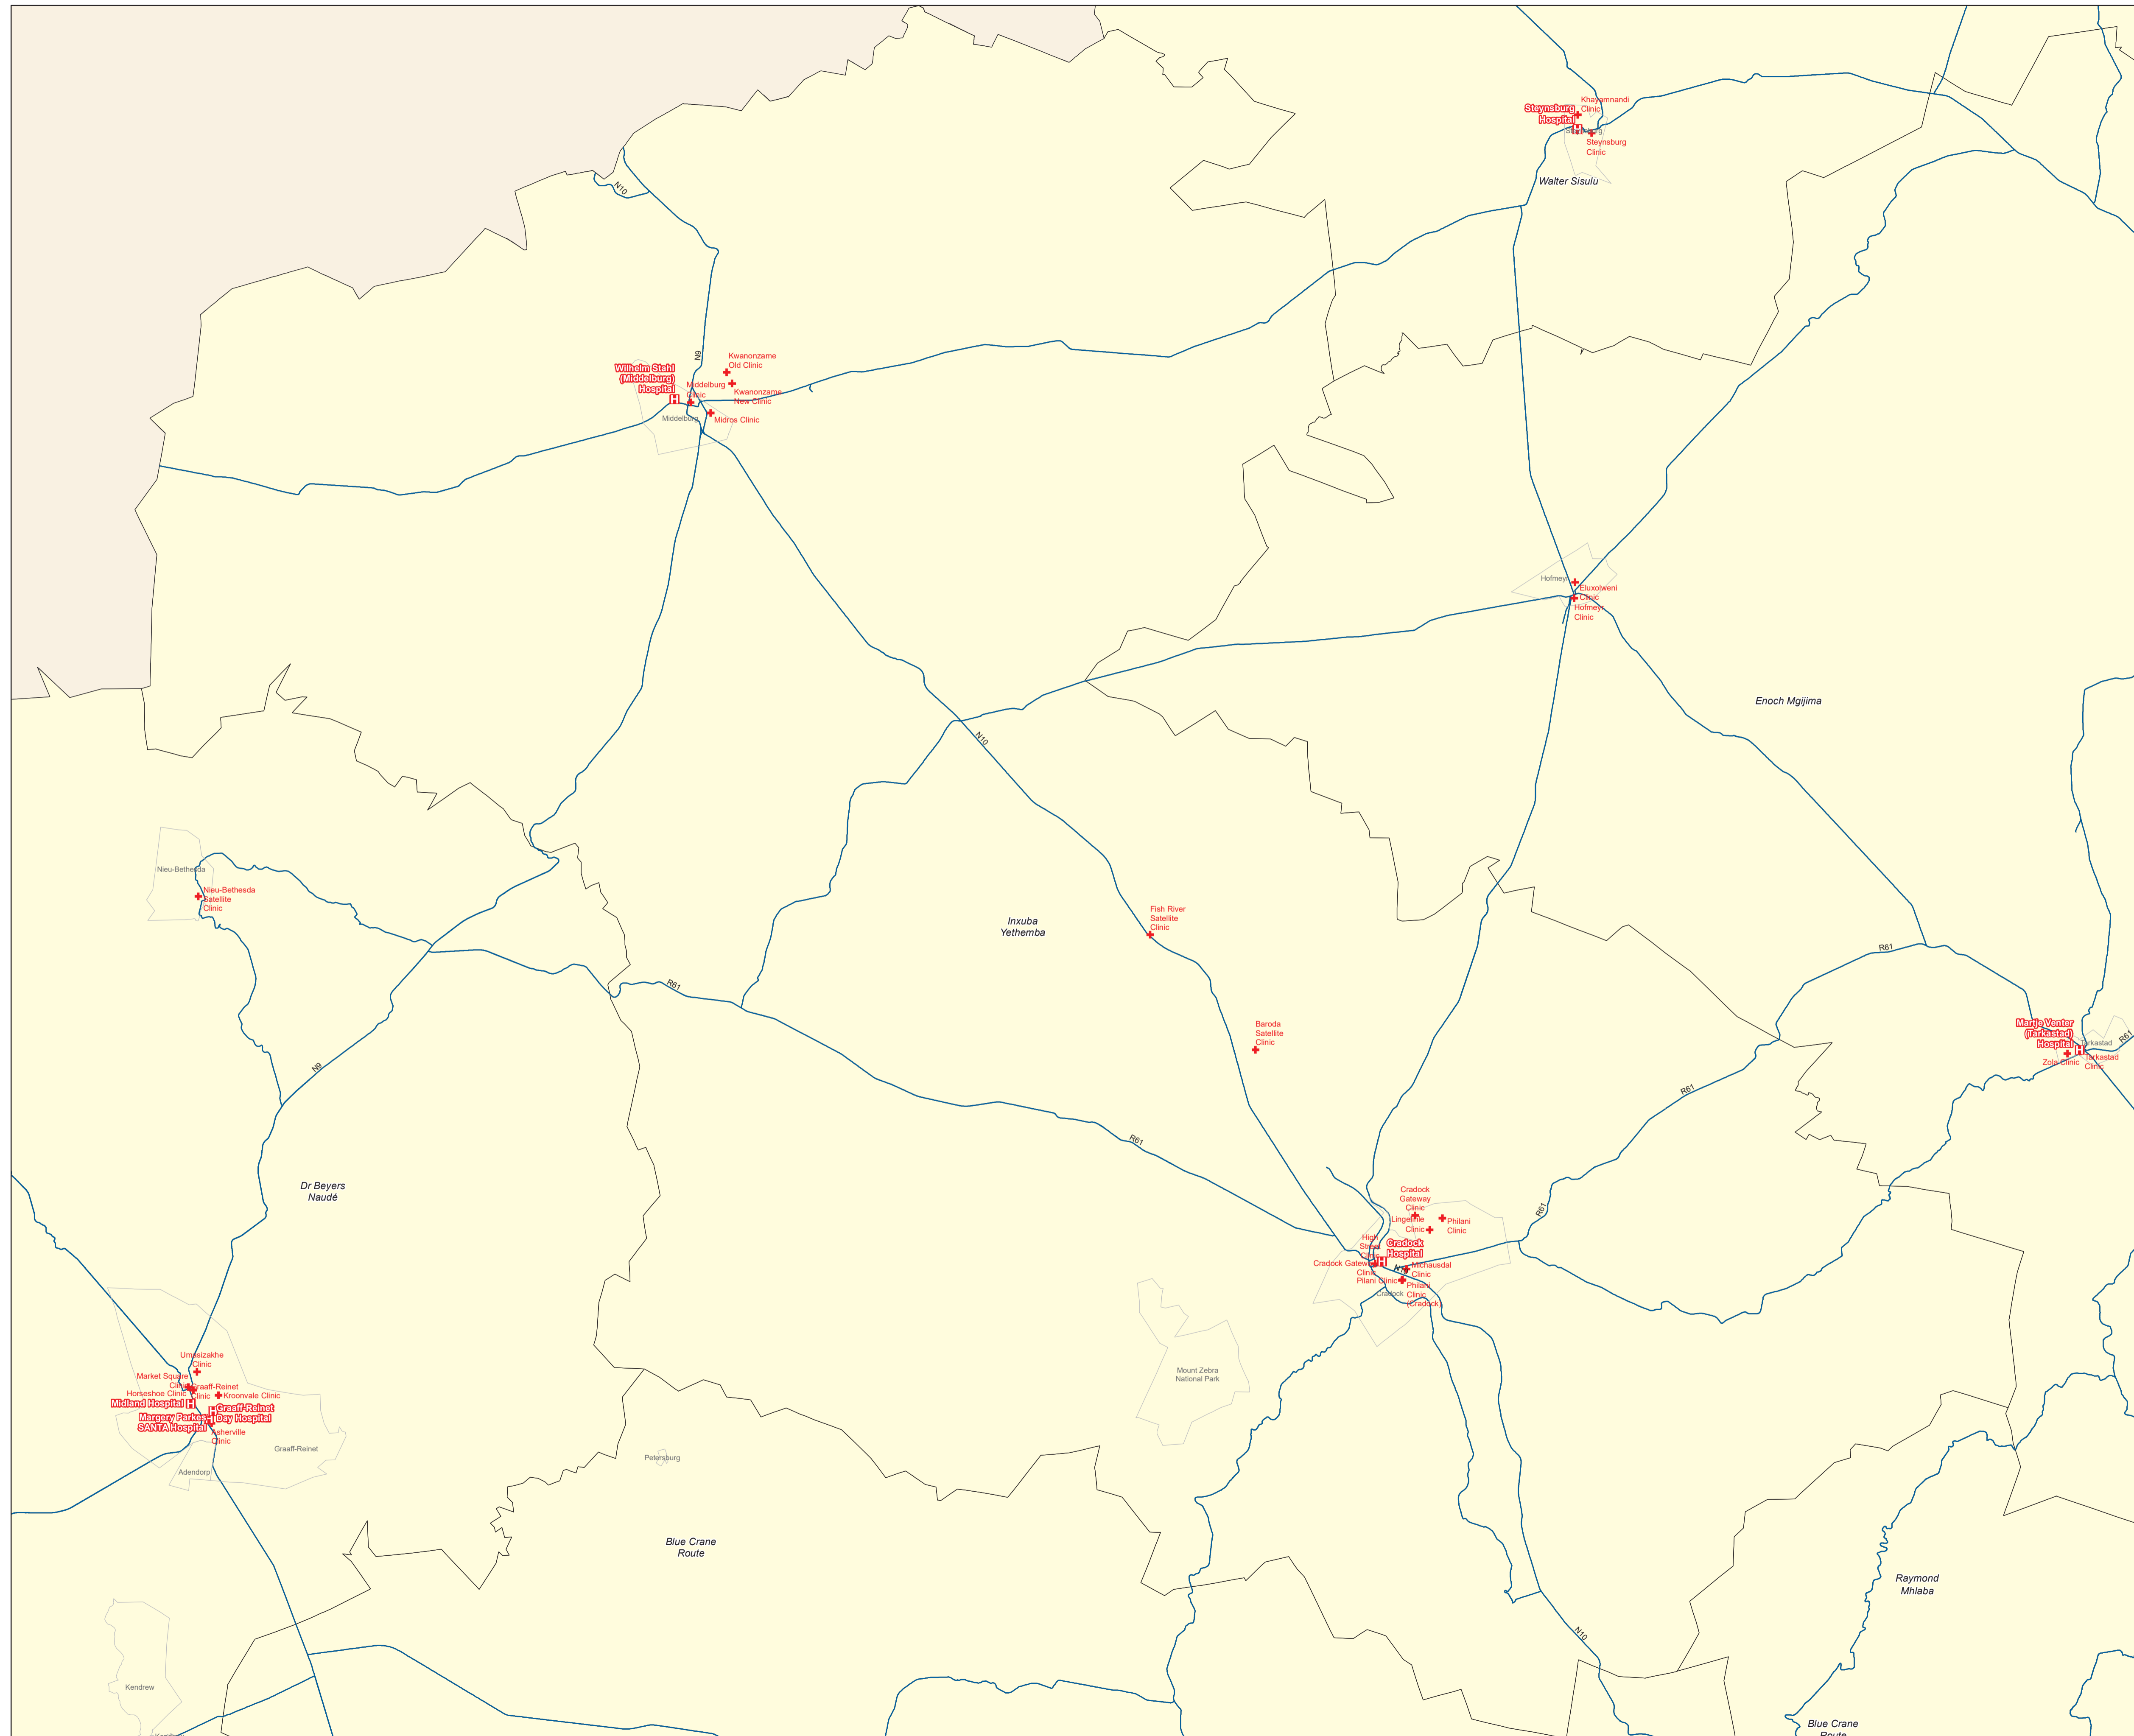 Khayamnandi
Clinic
Steynsburg
Hospital
Steynsburg
Clinic
Walter Sisulu
N10
N9
Kwanonzame
Old Clinic
Wilhelm Stahl
(Middelburg)
Hospital
Middelburg
Clinic
Kwanonzame
New Clinic
Middelburg
Midros Clinic
Hofmeyr
Eluxolweni
Clinic
Hofmeyr
Clinic
Enoch Mgijima
N10
Nieu-Bethesda
Nieu-Bethesda
Satellite
Clinic
Inxuba
Yethemba
Fish River
Satellite
Clinic
R61
R61
Baroda
Satellite
Clinic
Martje Venter
(Tarkastad)
Hospital
Tarkastad
R61
Zola Clinic
Tarkastad
Clinic
N9
R61
R61
Dr Beyers
Naudé
Cradock
Gateway
Clinic
Lingelihle
Clinic
Philani
Clinic
R61
High
Street
Clinic
Cradock
Hospital
Cradock Gateway
Clinic
Michausdal
Clinic
Pilani Clinic
Philani
Clinic
(Cradock)
Cradock
Umasizakhe
Clinic
Market Square
Clinic
Graaff-Reinet
Clinic
Horseshoe Clinic
Kroonvale Clinic
Midland Hospital
Graaff-Reinet
Day Hospital
Margery Parkes
SANTA Hospital
Asherville
Clinic
Graaff-Reinet
Adendorp
Mount Zebra
National Park
Petersburg
Blue Crane
Route
Raymond
Mhlaba
N10
Kendrew
Blue Crane
Route